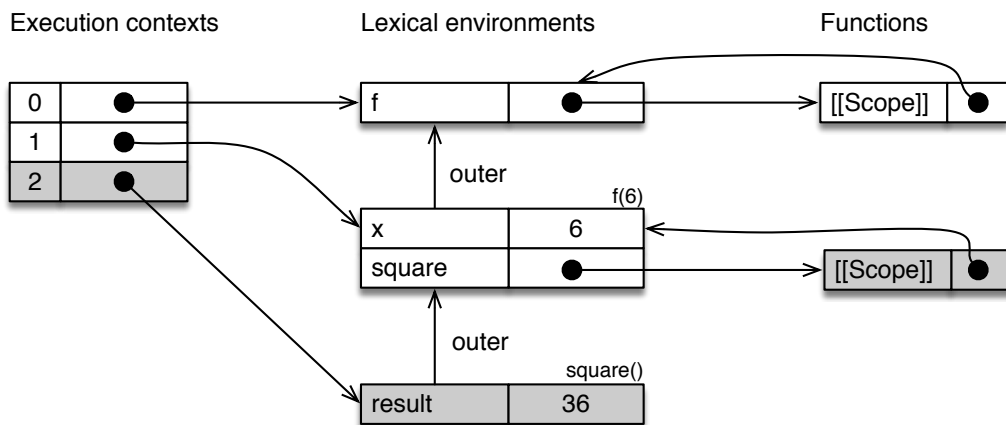 Execution contexts Lexical environments Functions
0 f [[Scope]]
1
2
outer
f(6)
x 6
square [[Scope]]
outer
square()
result 36